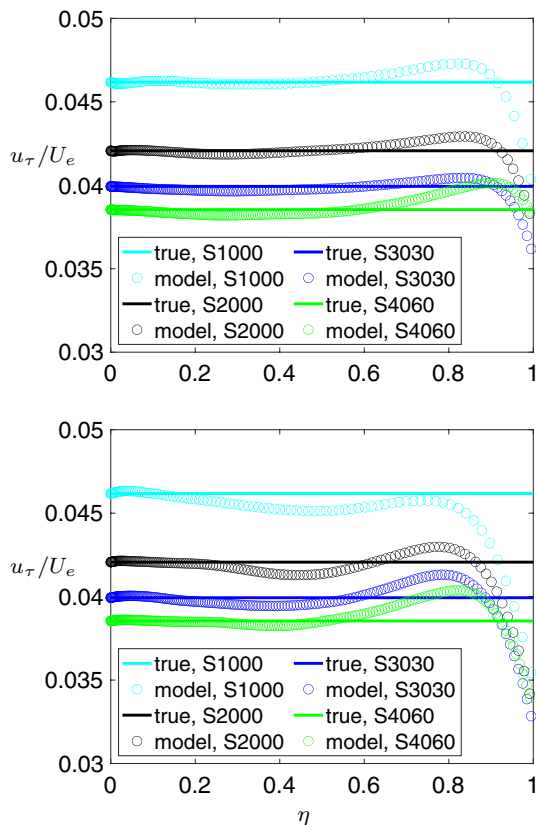 0.05
0.045
u_τ/U_e
0.04
0.035
0.03
true, S1000 true, S3030
model, S1000 model, S3030
true, S2000 true, S4060
model, S2000 model, S4060
0 0.2 0.4 0.6 0.8 1
0.05
0.045
u_τ/U_e
0.04
0.035
0.03
true, S1000 true, S3030
model, S1000 model, S3030
true, S2000 true, S4060
model, S2000 model, S4060
0 0.2 0.4 0.6 0.8 1
η